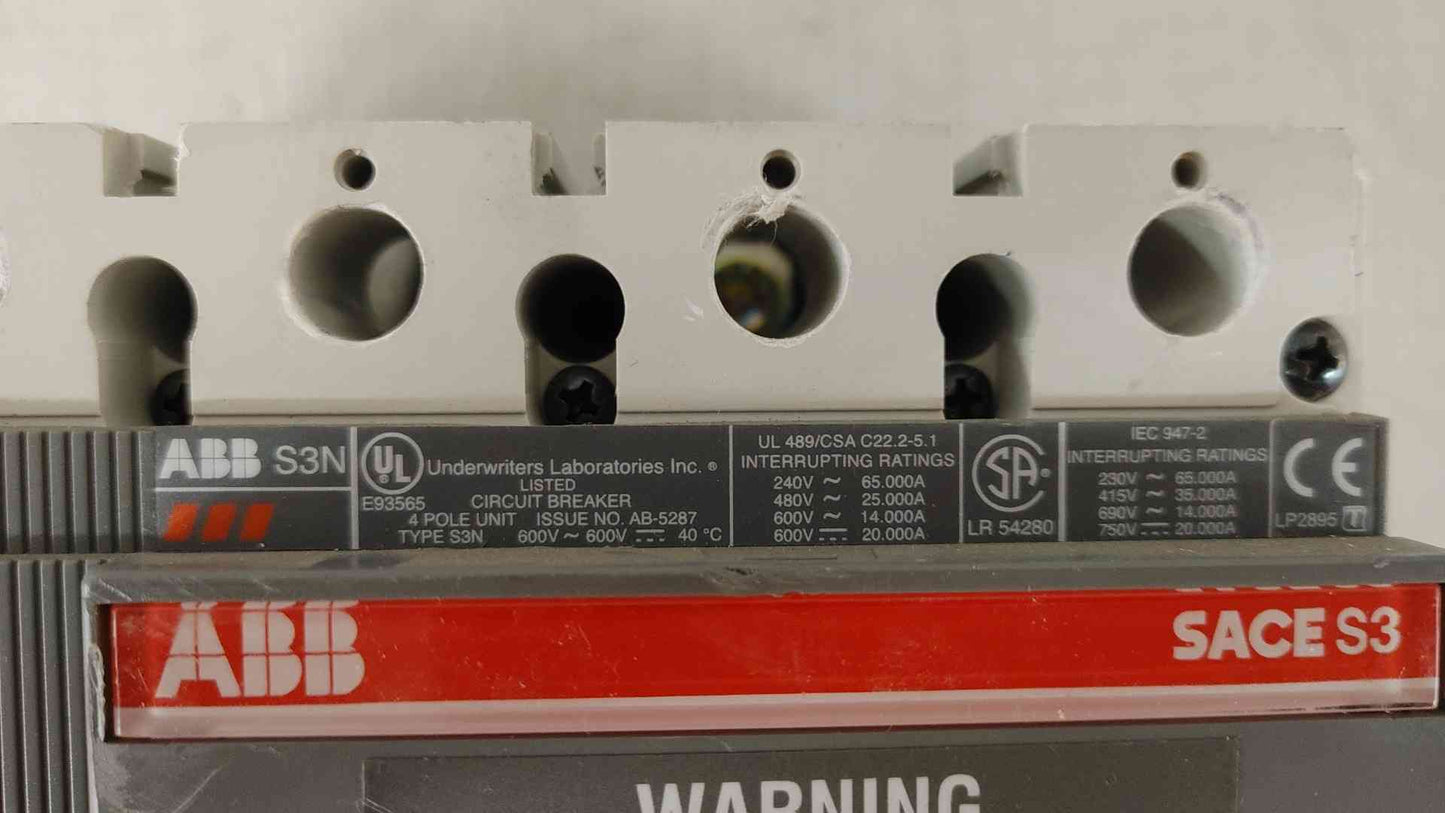 ABB S3N
UL
®
E93565
Underwriters Laboratories Inc. ®
LISTED
CIRCUIT BREAKER
4 POLE UNIT ISSUE NO. AB-5287
TYPE S3N 600V ~ 600V ⎓ 40 °C
UL 489/CSA C22.2-5.1
INTERRUPTING RATINGS
240V ~ 65.000A
480V ~ 25.000A
600V ~ 14.000A
600V ⎓ 20.000A
SA
®
LR 54280
IEC 947-2
INTERRUPTING RATINGS
230V ~ 65.000A
415V ~ 35.000A
690V ~ 14.000A
750V ⎓ 20.000A
CE
LP2895
ABB SACE S3
WARNING